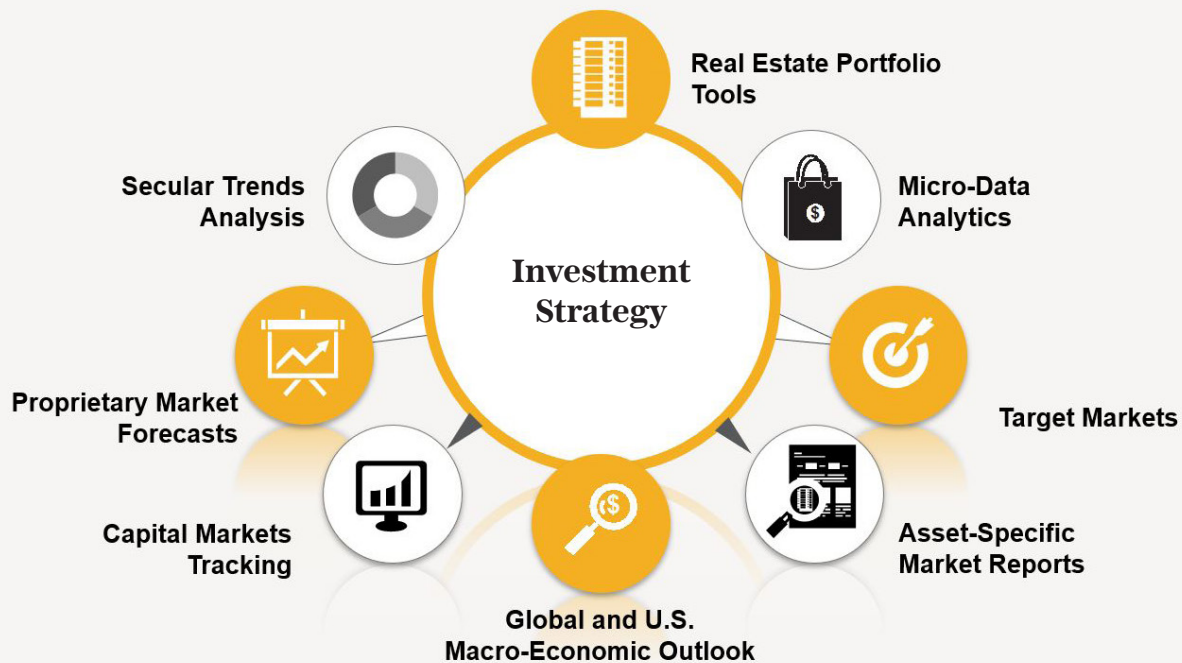 Real Estate Portfolio
Tools
Secular Trends
Analysis
Micro-Data
Analytics
$
Investment
Strategy
Proprietary Market
Forecasts
Target Markets
Capital Markets
Tracking
$
Asset-Specific
Market Reports
Global and U.S.
Macro-Economic Outlook